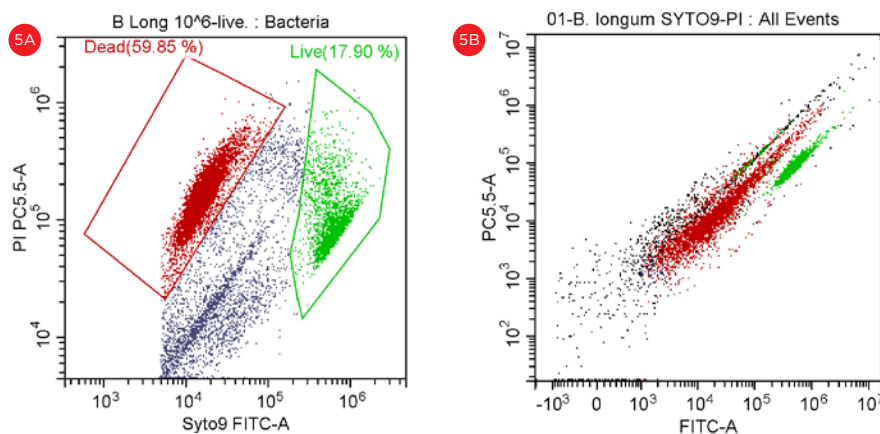 5A
B Long 10^6-live. : Bacteria
Dead(59.85 %)
Live(17.90 %)
PI PC5.5-A
10^6
10^5
10^4
10^3
10^4
10^5
10^6
Syto9 FITC-A
5B
01-B. longum SYTO9-PI : All Events
PC5.5-A
10^7
10^6
10^5
10^4
10^3
10^2
-10^3
0
10^3
10^4
10^5
10^6
10^7
FITC-A